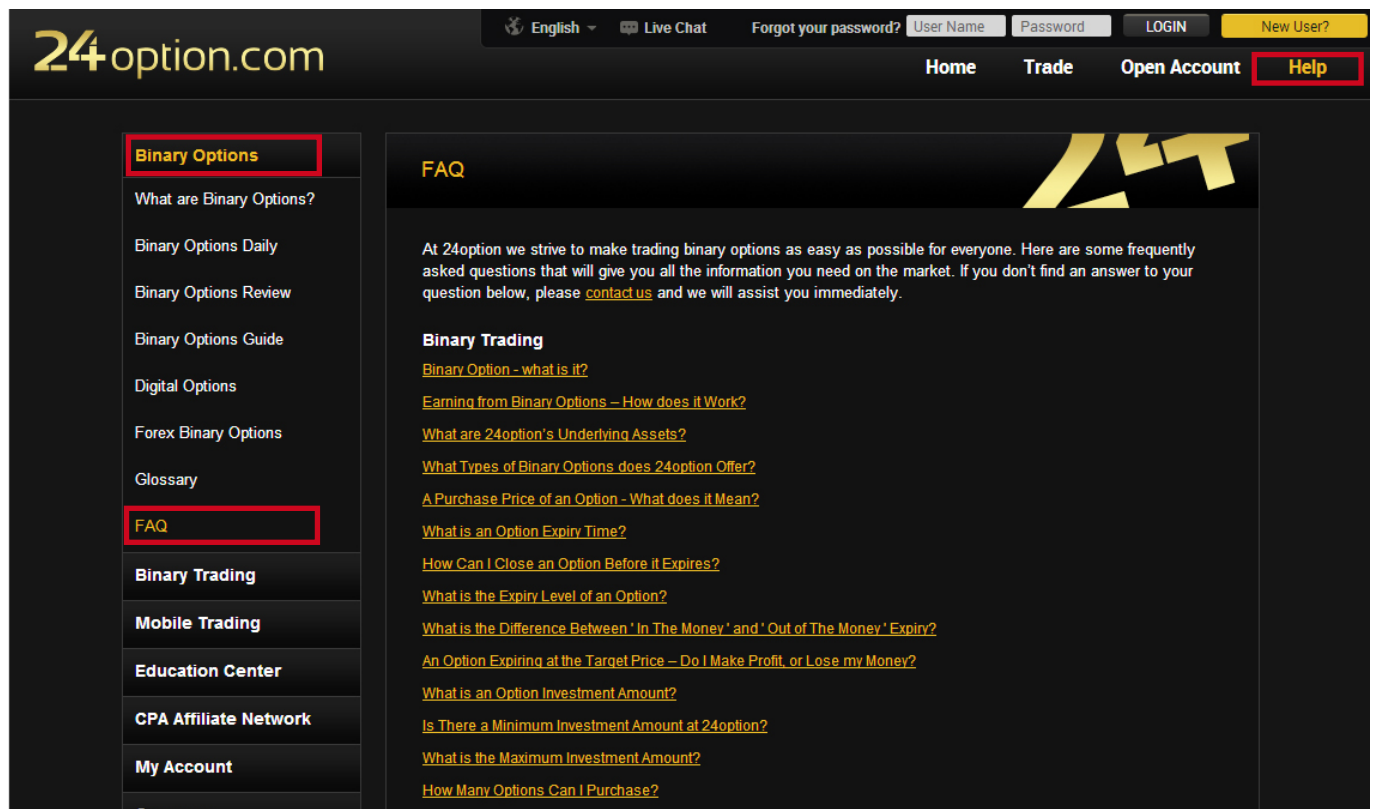 English
Live Chat
Forgot your password?
User Name
Password
LOGIN
New User?
24option.com
Home
Trade
Open Account
Help
Binary Options
What are Binary Options?
Binary Options Daily
Binary Options Review
Binary Options Guide
Digital Options
Forex Binary Options
Glossary
FAQ
Binary Trading
Mobile Trading
Education Center
CPA Affiliate Network
My Account
FAQ
24
At 24option we strive to make trading binary options as easy as possible for everyone. Here are some frequently
asked questions that will give you all the information you need on the market. If you don't find an answer to your
question below, please contact us and we will assist you immediately.
Binary Trading
Binary Option - what is it?
Earning from Binary Options – How does it Work?
What are 24option's Underlying Assets?
What Types of Binary Options does 24option Offer?
A Purchase Price of an Option - What does it Mean?
What is an Option Expiry Time?
How Can I Close an Option Before it Expires?
What is the Expiry Level of an Option?
What is the Difference Between ' In The Money ' and ' Out of The Money ' Expiry?
An Option Expiring at the Target Price – Do I Make Profit, or Lose my Money?
What is an Option Investment Amount?
Is There a Minimum Investment Amount at 24option?
What is the Maximum Investment Amount?
How Many Options Can I Purchase?